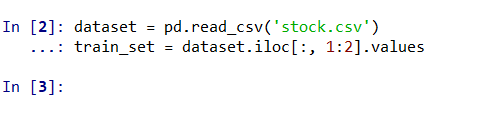 In [2]: dataset = pd.read_csv('stock.csv')
...: train_set = dataset.iloc[:, 1:2].values
In [3]: